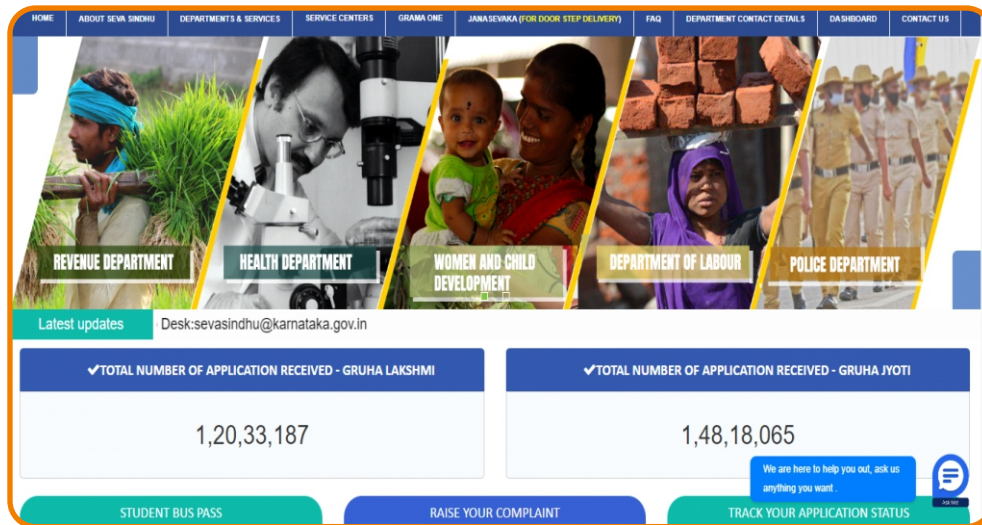 HOME ABOUT SEVA SINDHU DEPARTMENTS & SERVICES SERVICE CENTERS GRAMA ONE JANASEVAKA (FOR DOOR STEP DELIVERY) FAQ DEPARTMENT CONTACT DETAILS DASHBOARD CONTACT US
REVENUE DEPARTMENT
HEALTH DEPARTMENT
WOMEN AND CHILD
DEVELOPMENT
DEPARTMENT OF LABOUR
POLICE DEPARTMENT
Latest updates Desk:sevasindhu@karnataka.gov.in
✔TOTAL NUMBER OF APPLICATION RECEIVED - GRUHA LAKSHMI
1,20,33,187
✔TOTAL NUMBER OF APPLICATION RECEIVED - GRUHA JYOTI
1,48,18,065
We are here to help you out, ask us
anything you want .
Ask Me!
STUDENT BUS PASS
RAISE YOUR COMPLAINT
TRACK YOUR APPLICATION STATUS